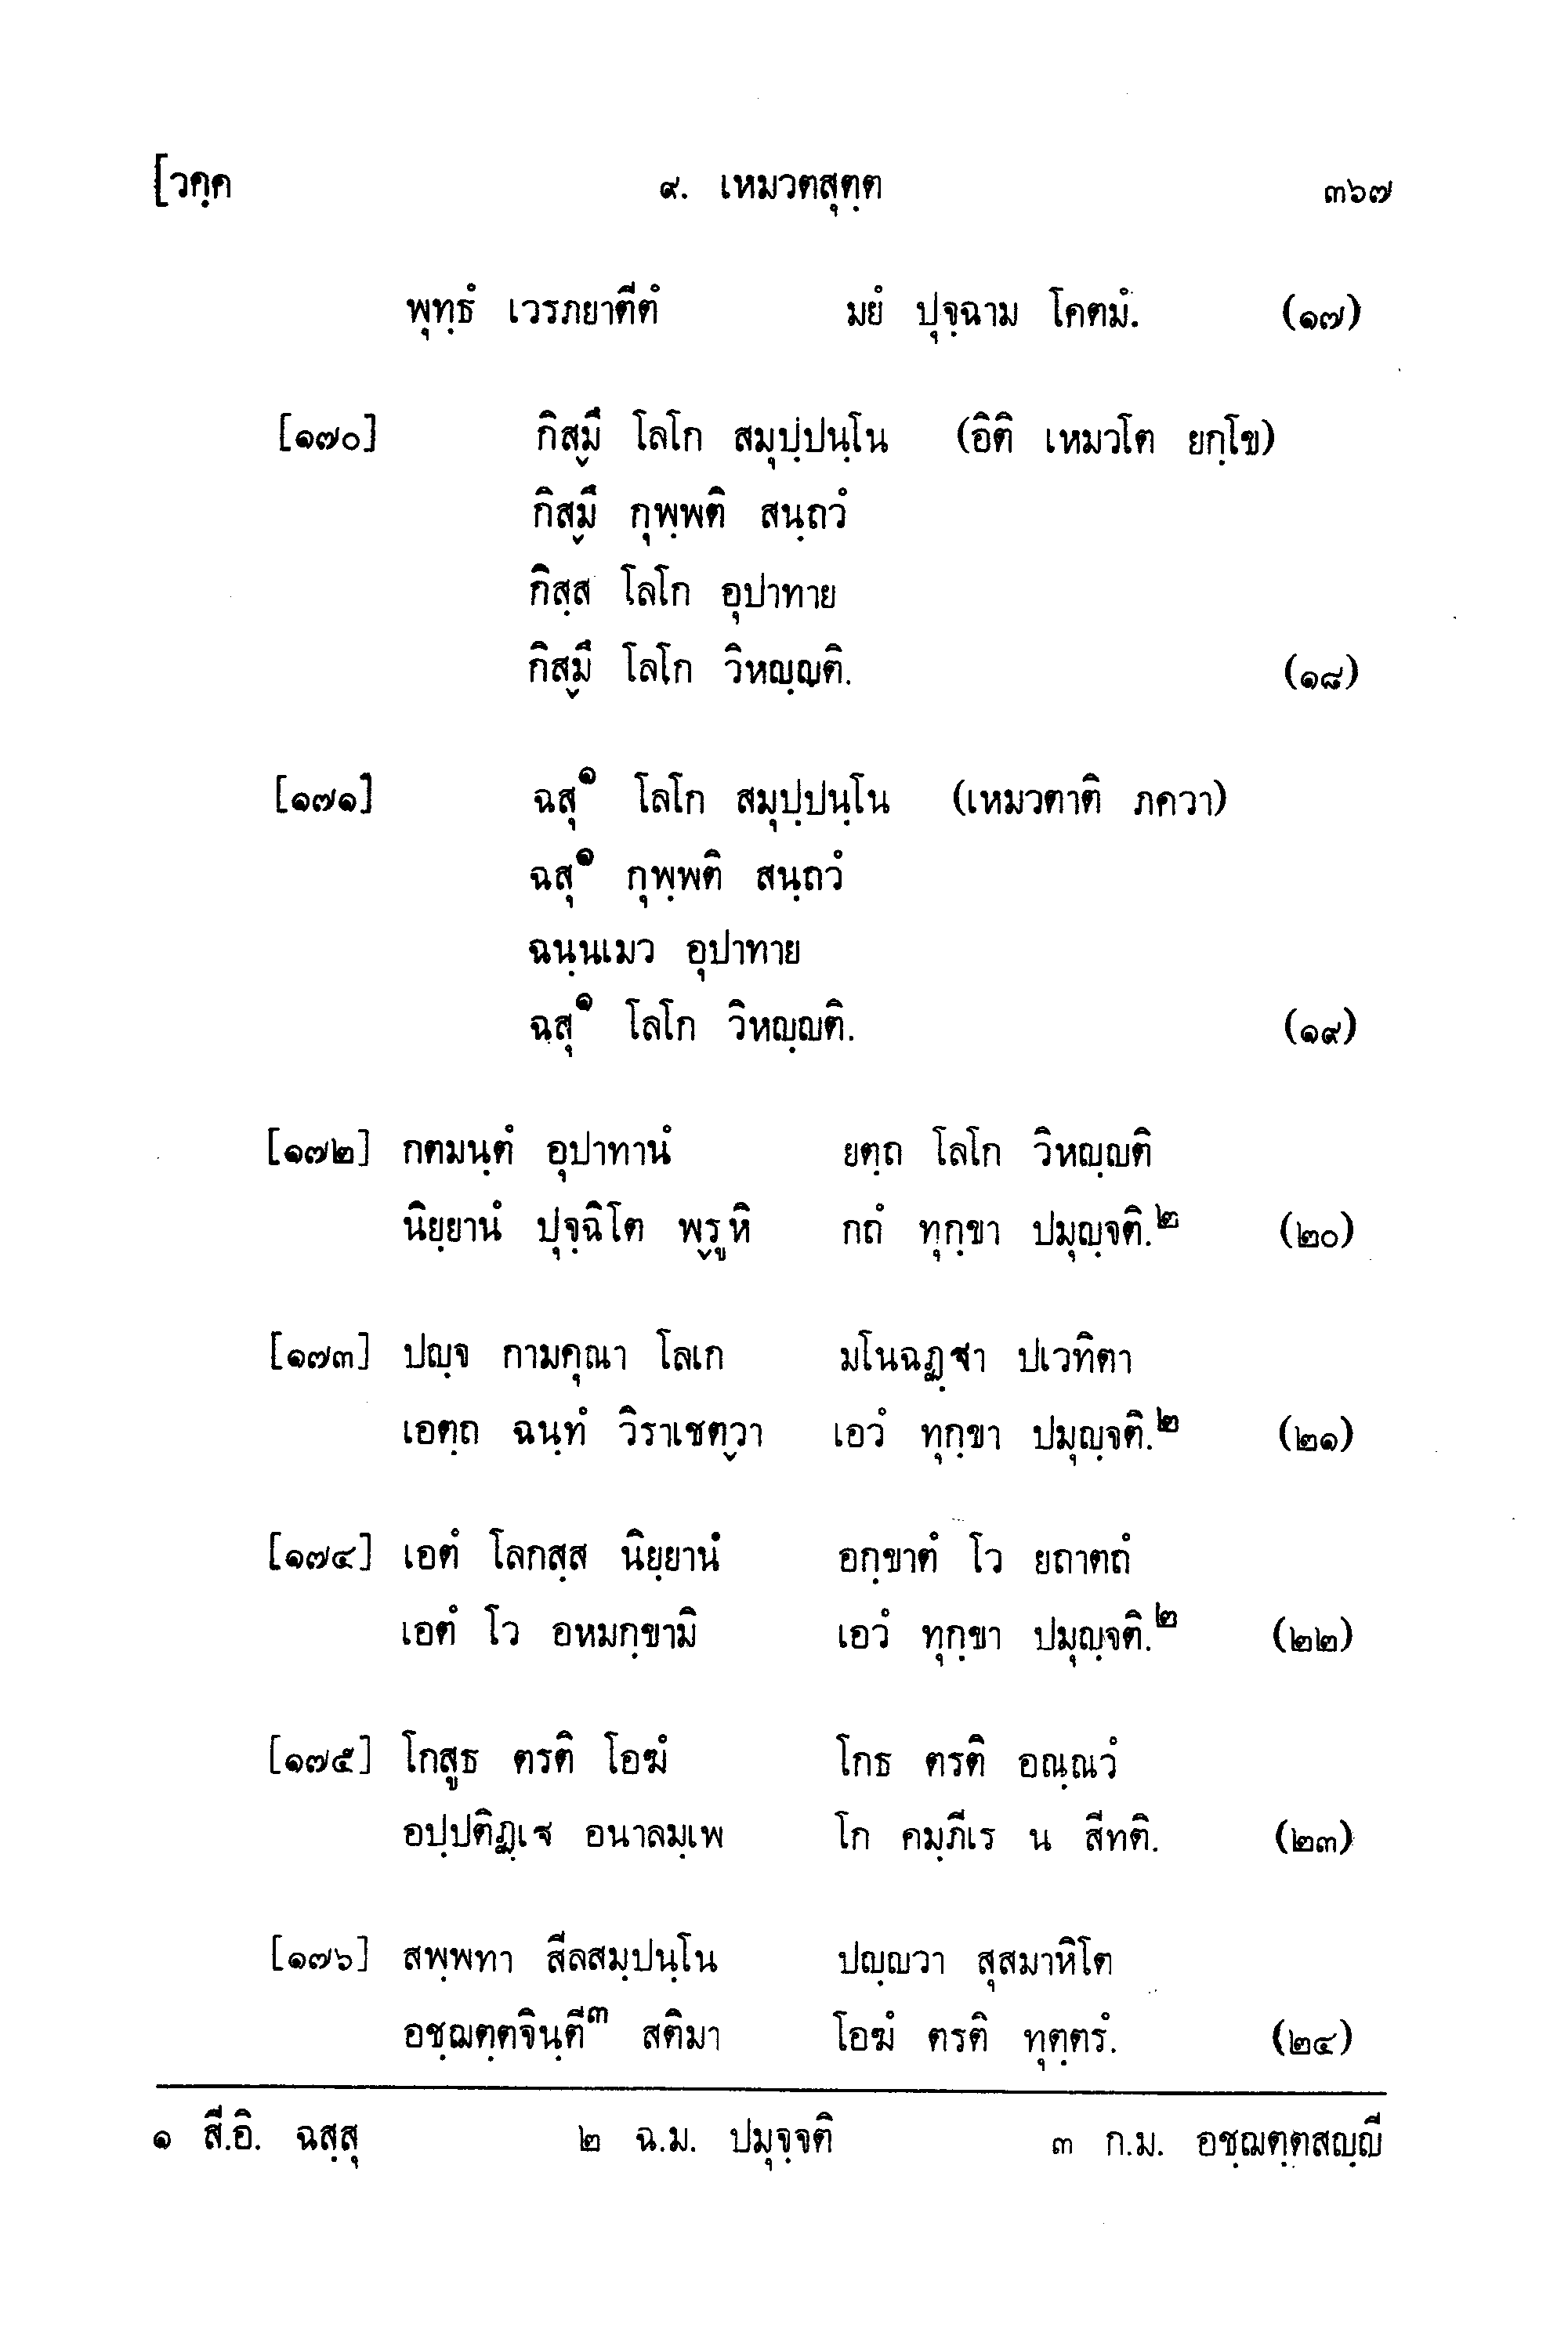 [วคฺค ๙. เหมวตสุตฺต ๓๖๗
พุทฺธํ เวรภยาตีตํ มยํ ปุจฺฉาม โคตมํ. (๑๗)
[๑๗๐] กิสฺมึ โลโก สมุปฺปนฺโน (อิติ เหมวโต ยกฺโข)
กิสฺมึ กุพฺพติ สนฺถวํ
กิสฺส โลโก อุปาทาย
กิสฺมึ โลโก วิหญฺญติ. (๑๘)
[๑๗๑] ฉสุ๑ โลโก สมุปฺปนฺโน (เหมวตาติ ภควา)
ฉสุ๑ กุพฺพติ สนฺถวํ
ฉนฺนเมว อุปาทาย
ฉสุ๑ โลโก วิหญฺญติ. (๑๙)
[๑๗๒] กตมนฺตํ อุปาทานํ ยตฺถ โลโก วิหญฺญติ
นิยฺยานํ ปุจฺฉิโต พฺรูหิ กถํ ทุกฺขา ปมุญฺจติ.๒ (๒๐)
[๑๗๓] ปญฺจ กามคุณา โลเก มโนฉฏฺฐา ปเวทิตา
เอตฺถ ฉนฺทํ วิราเชตฺวา เอวํ ทุกฺขา ปมุญฺจติ.๒ (๒๑)
[๑๗๔] เอตํ โลกสฺส นิยฺยานํ อกฺขาตํ โว ยถาตถํ
เอตํ โว อหมกฺขามิ เอวํ ทุกฺขา ปมุญฺจติ.๒ (๒๒)
[๑๗๕] โกสูธ ตรติ โอฆํ โกธ ตรติ อณฺณวํ
อปฺปติฏฺเฐ อนาลมฺเพ โก คมฺภีเร น สีทติ. (๒๓)
[๑๗๖] สพฺพทา สีลสมฺปนฺโน ปญฺญวา สุสมาหิโต
อชฺฌตฺตจินฺตี๓ สติมา โอฆํ ตรติ ทุตฺตรํ. (๒๔)
๑ สี.อิ. ฉสฺสุ ๒ ฉ.ม. ปมุจฺจติ ๓ ก.ม. อชฺฌตฺตสญฺญี